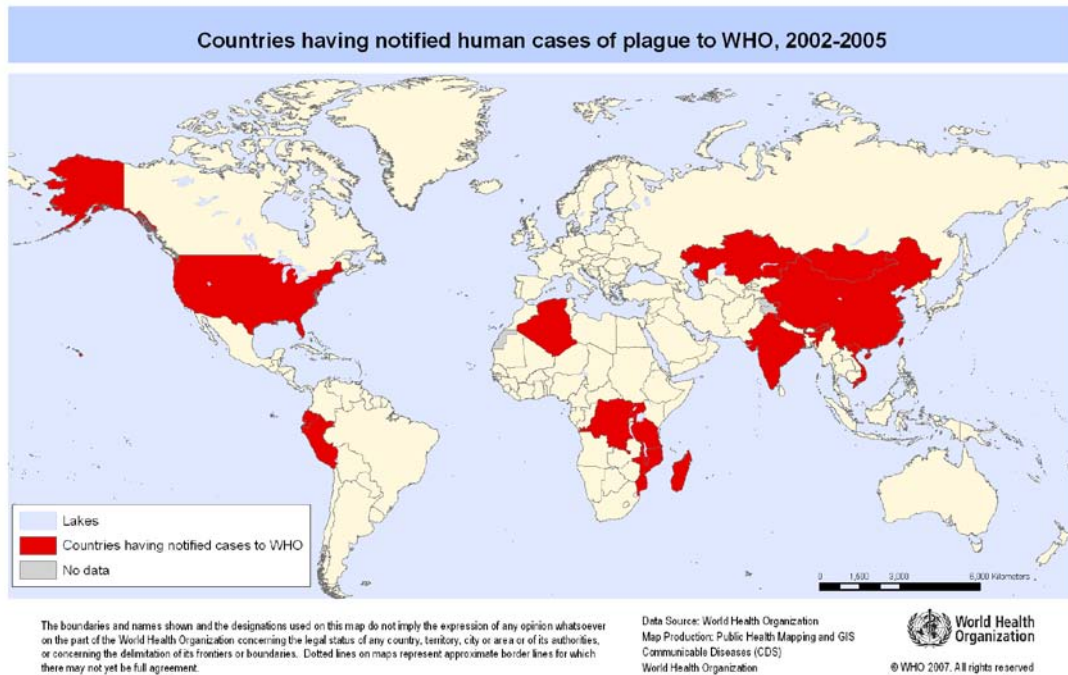 Countries having notified human cases of plague to WHO, 2002-2005
Lakes
Countries having notified cases to WHO
No data
0 1,500 3,000 6,000 Kilometers
The boundaries and names shown and the designations used on this map do not imply the expression of any opinion whatsoever
on the part of the World Health Organization concerning the legal status of any country, territory, city or area or of its authorities,
or concerning the delimitation of its frontiers or boundaries. Dotted lines on maps represent approximate border lines for which
there may not yet be full agreement.
Data Source: World Health Organization
Map Production: Public Health Mapping and GIS
Communicable Diseases (CDS)
World Health Organization
World Health
Organization
© WHO 2007. All rights reserved